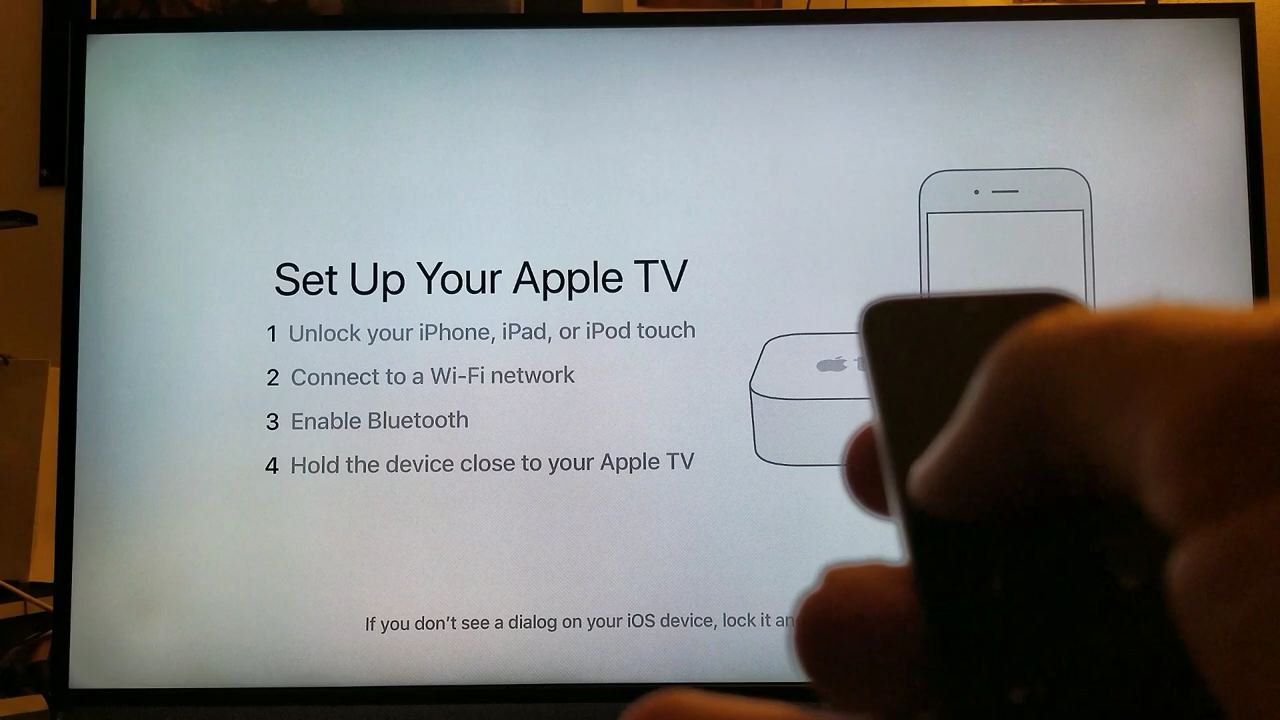 Set Up Your Apple TV
1 Unlock your iPhone, iPad, or iPod touch
2 Connect to a Wi-Fi network
3 Enable Bluetooth
4 Hold the device close to your Apple TV
If you don't see a dialog on your iOS device, lock it